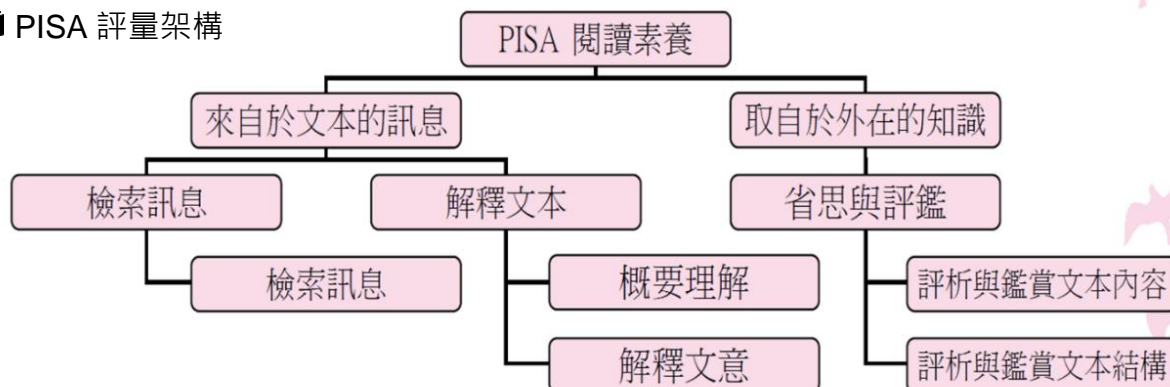 PISA 評量架構
PISA 閱讀素養
來自於文本的訊息
取自於外在的知識
檢索訊息
解釋文本
省思與評鑑
檢索訊息
概要理解
評析與鑑賞文本內容
解釋文意
評析與鑑賞文本結構